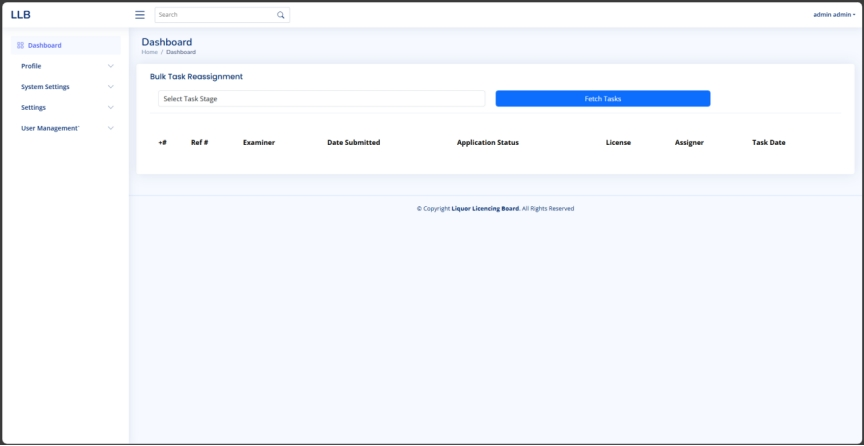 LLB
Search
admin admin
Dashboard
Profile
System Settings
Settings
User Management`
Dashboard
Home / Dashboard
Bulk Task Reassignment
Select Task Stage
Fetch Tasks
+# Ref # Examiner Date Submitted Application Status License Assigner Task Date
© Copyright Liquor Licencing Board. All Rights Reserved